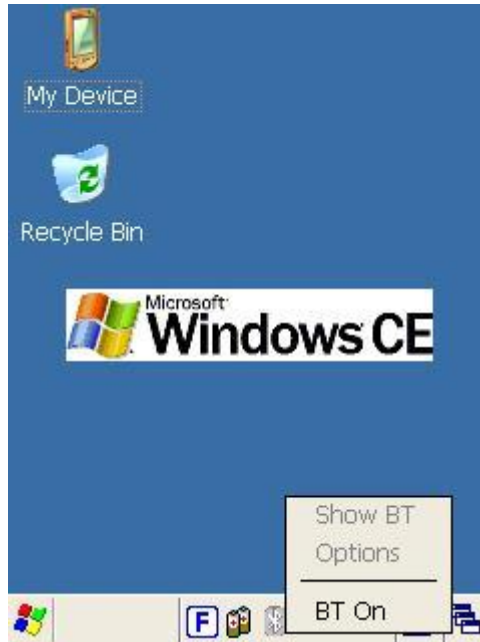 My Device
Recycle Bin
Microsoft
Windows CE
Show BT
Options
BT On
F